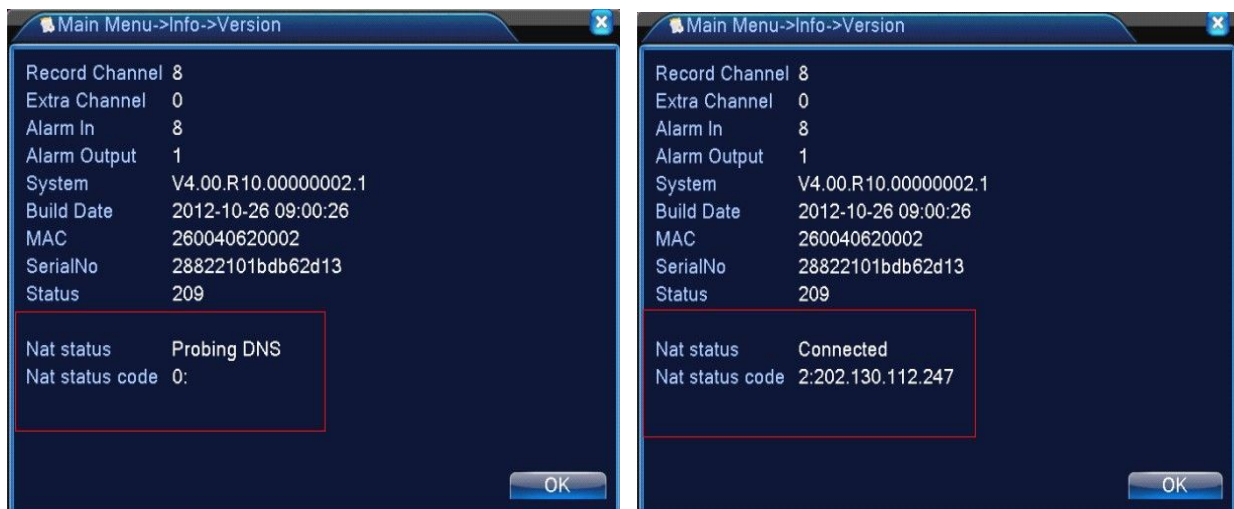 Main Menu->Info->Version
Record Channel 8
Extra Channel 0
Alarm In 8
Alarm Output 1
System V4.00.R10.00000002.1
Build Date 2012-10-26 09:00:26
MAC 260040620002
SerialNo 28822101bdb62d13
Status 209
Nat status Probing DNS
Nat status code 0:
OK
Main Menu->Info->Version
Record Channel 8
Extra Channel 0
Alarm In 8
Alarm Output 1
System V4.00.R10.00000002.1
Build Date 2012-10-26 09:00:26
MAC 260040620002
SerialNo 28822101bdb62d13
Status 209
Nat status Connected
Nat status code 2:202.130.112.247
OK